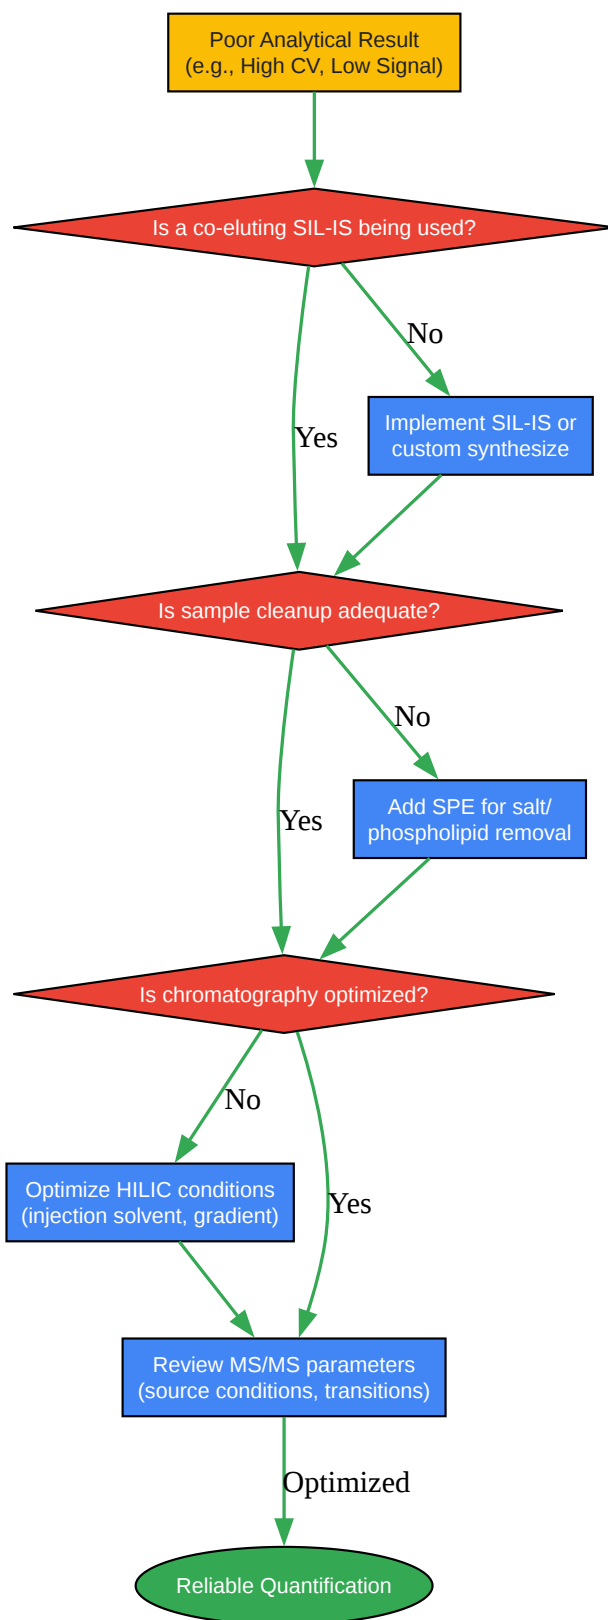 Poor Analytical Result
(e.g., High CV, Low Signal)
Is a co-eluting SIL-IS being used?
No
Implement SIL-IS or
custom synthesize
Yes
Is sample cleanup adequate?
No
Add SPE for salt/
phospholipid removal
Yes
Is chromatography optimized?
No
Optimize HILIC conditions
(injection solvent, gradient)
Yes
Review MS/MS parameters
(source conditions, transitions)
Optimized
Reliable Quantification